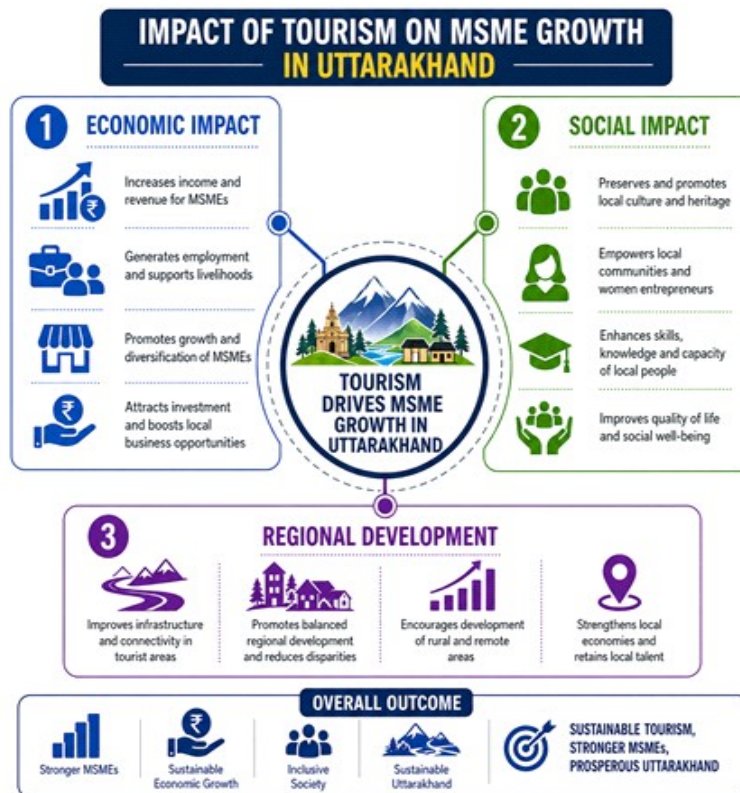 IMPACT OF TOURISM ON MSME GROWTH
IN UTTARAKHAND
1 ECONOMIC IMPACT
Increases income and
revenue for MSMEs
Generates employment
and supports livelihoods
Promotes growth and
diversification of MSMEs
Attracts investment
and boosts local
business opportunities
2 SOCIAL IMPACT
Preserves and promotes
local culture and heritage
Empowers local
communities and
women entrepreneurs
Enhances skills,
knowledge and capacity
of local people
Improves quality of life
and social well-being
TOURISM
DRIVES MSME
GROWTH IN
UTTARAKHAND
3 REGIONAL DEVELOPMENT
Improves infrastructure
and connectivity in
tourist areas
Promotes balanced
regional development
and reduces disparities
Encourages development
of rural and remote
areas
Strengthens local
economies and
retains local talent
OVERALL OUTCOME
Stronger MSMEs
Sustainable
Economic Growth
Inclusive
Society
Sustainable
Uttarakhand
SUSTAINABLE TOURISM,
STRONGER MSMEs,
PROSPEROUS UTTARAKHAND